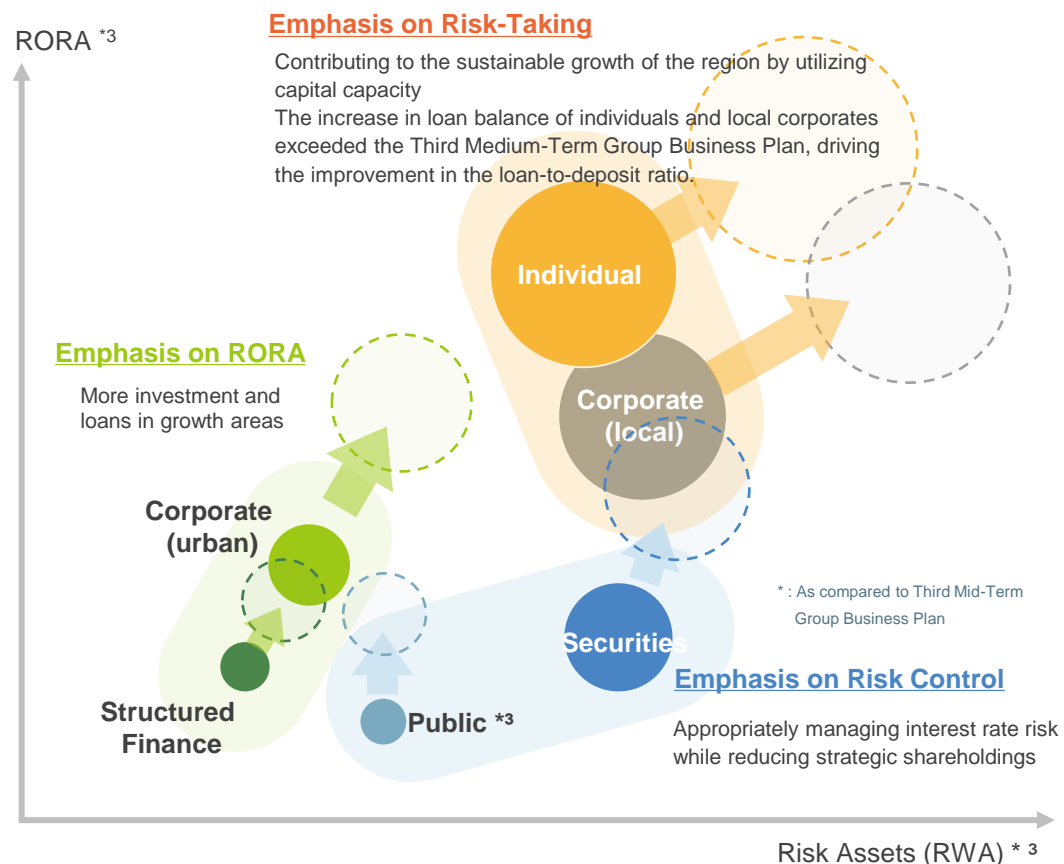 RORA *3
Emphasis on Risk-Taking
Contributing to the sustainable growth of the region by utilizing
capital capacity
The increase in loan balance of individuals and local corporates
exceeded the Third Medium-Term Group Business Plan, driving
the improvement in the loan-to-deposit ratio.
Individual
Emphasis on RORA
More investment and
loans in growth areas
Corporate
(local)
Corporate
(urban)
* : As compared to Third Mid-Term
Group Business Plan
Securities
Emphasis on Risk Control
Structured
Finance
Public *³
Appropriately managing interest rate risk
while reducing strategic shareholdings
Risk Assets (RWA) * ³